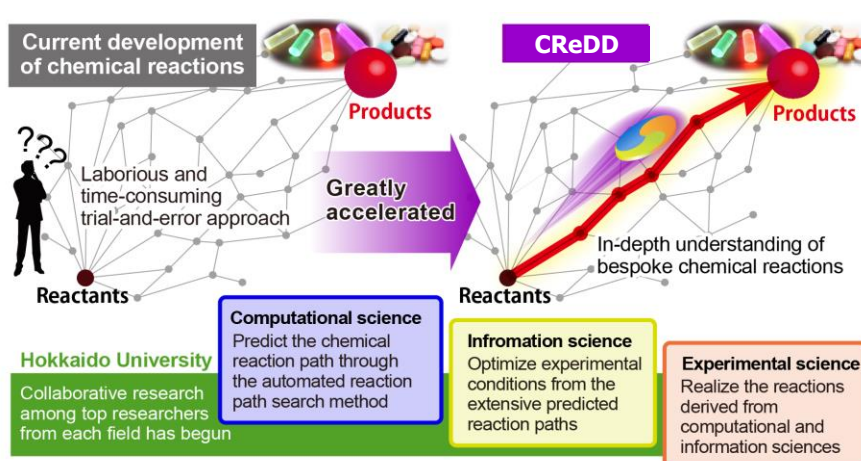 Current development
of chemical reactions
Products
???
Laborious and
time-consuming
trial-and-error approach
Reactants
Greatly
accelerated
CReDD
Products
In-depth understanding of
bespoke chemical reactions
Reactants
Hokkaido University
Collaborative research
among top researchers
from each field has begun
Computational science
Predict the chemical
reaction path through
the automated reaction
path search method
Infromation science
Optimize experimental
conditions from the
extensive predicted
reaction paths
Experimental science
Realize the reactions
derived from
computational and
information sciences